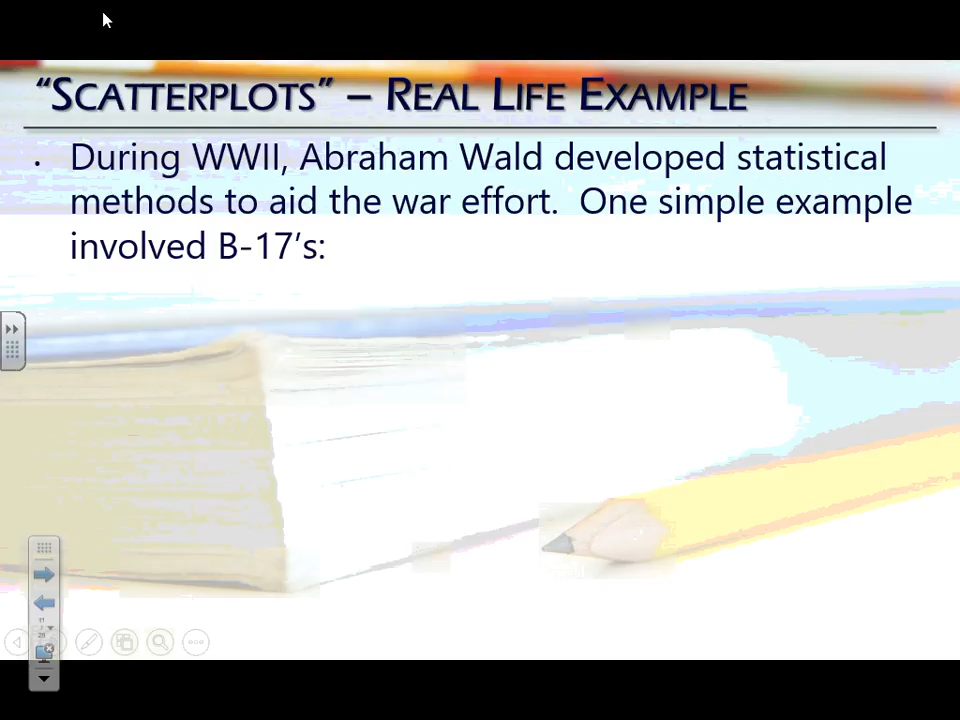 “SCATTERPLOTS” – REAL LIFE EXAMPLE
• During WWII, Abraham Wald developed statistical
methods to aid the war effort.  One simple example
involved B-17’s: